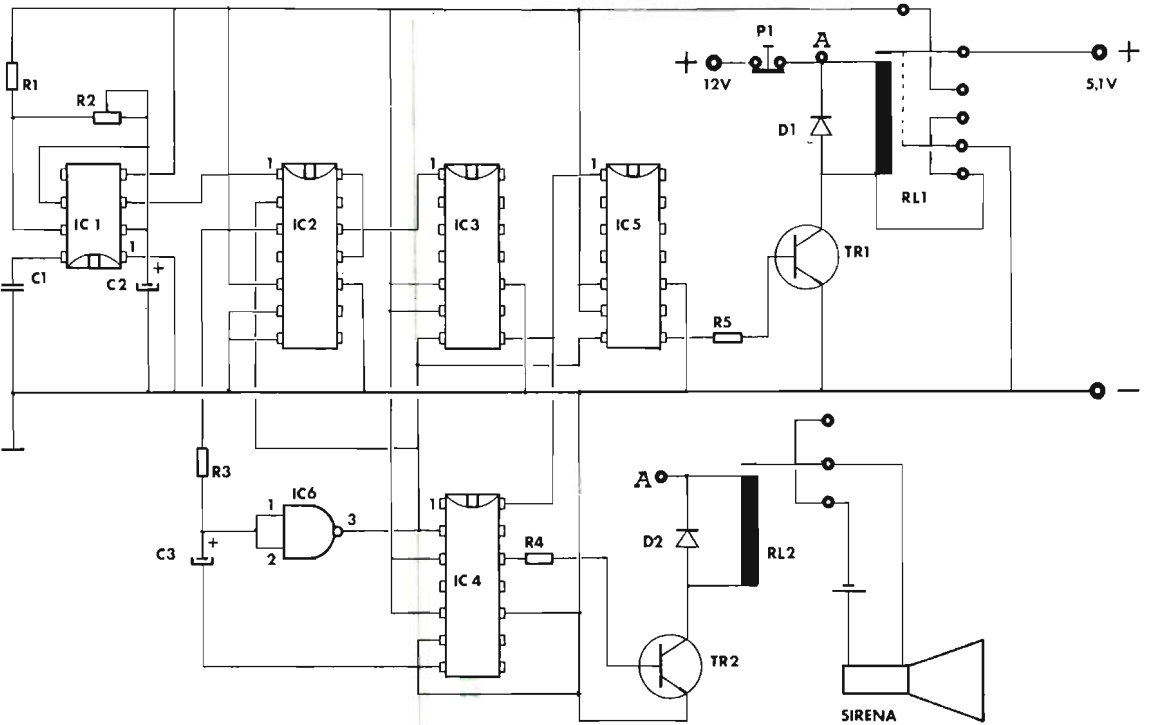 P1
A
+
12V
+
5,1V
R1
R2
D1
RL1
1
1
1
IC 1
1
IC2
IC3
IC5
TR1
C1
C2
+
R5
−
R3
IC6
1
3
2
C3
+
1
IC 4
R4
A
D2
RL2
TR2
SIRENA